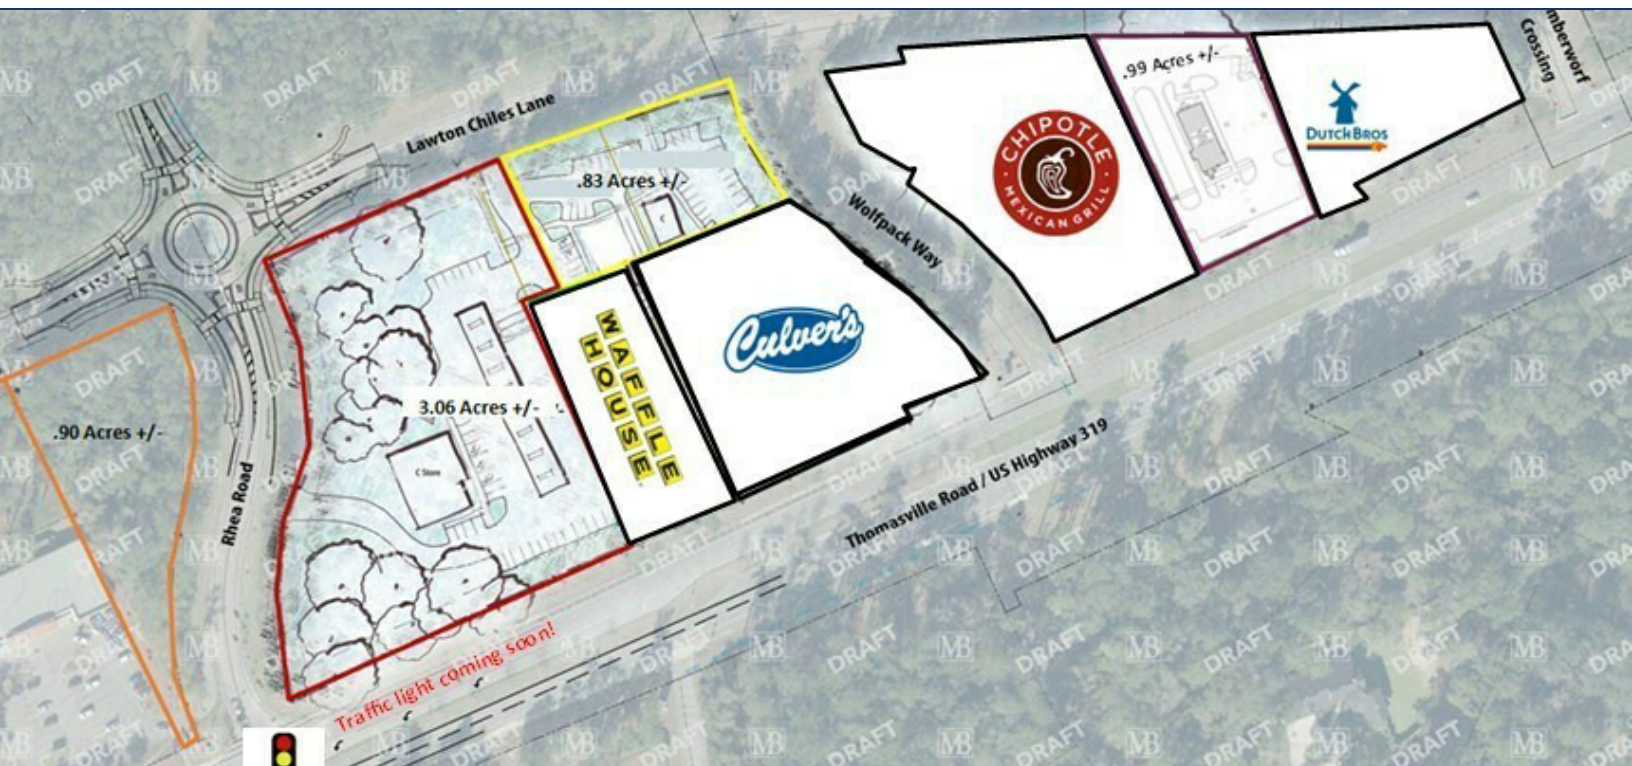 mberworf
Crossing
Lawton Chiles Lane
.99 Acres +/-
CHIPOTLE
MEXICAN GRILL
DUTCH BROS
.83 Acres +/-
Wolfpack Way
WAFFLE
HOUSE
Culver's
3.06 Acres +/-
.90 Acres +/-
C Store
Rhea Road
Thomasville Road / US Highway 319
Traffic light coming soon!
MB
DRAFT